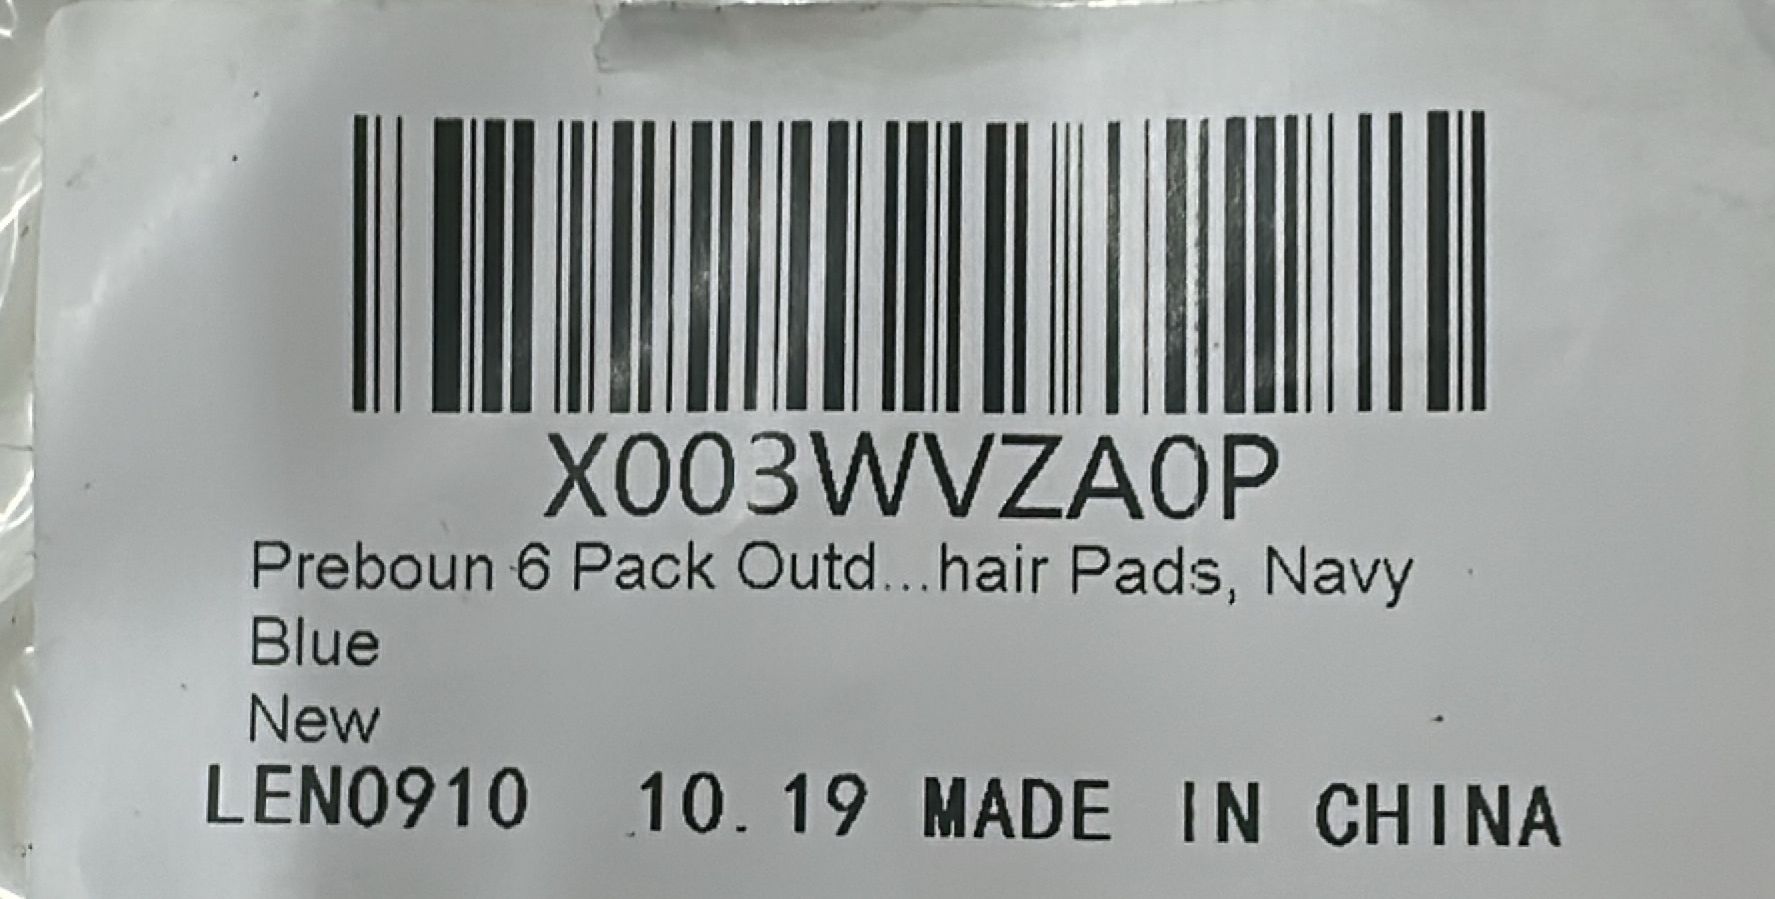 X003WVZA0P
Preboun 6 Pack Outd...hair Pads, Navy
Blue
New
LEN0910 10.19 MADE IN CHINA